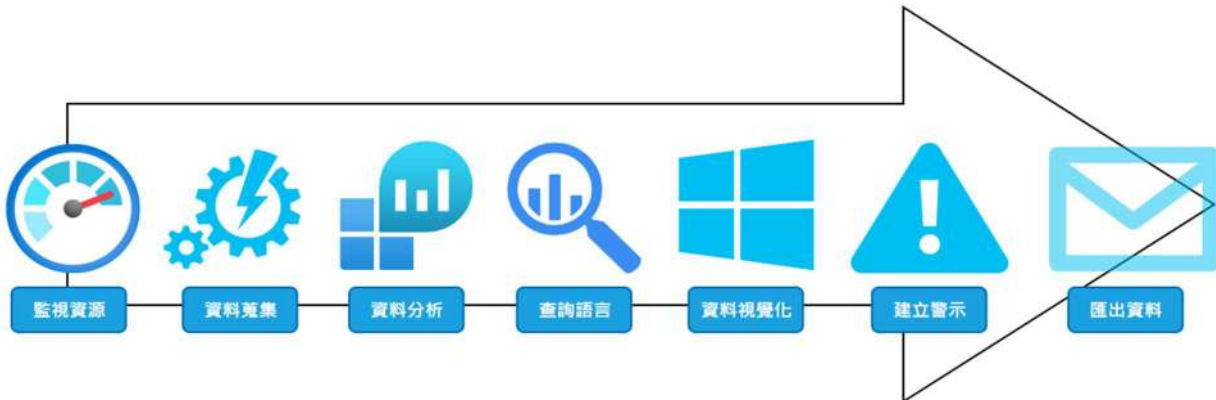 監視資源
資料蒐集
資料分析
查詢語言
資料視覺化
建立警示
匯出資料